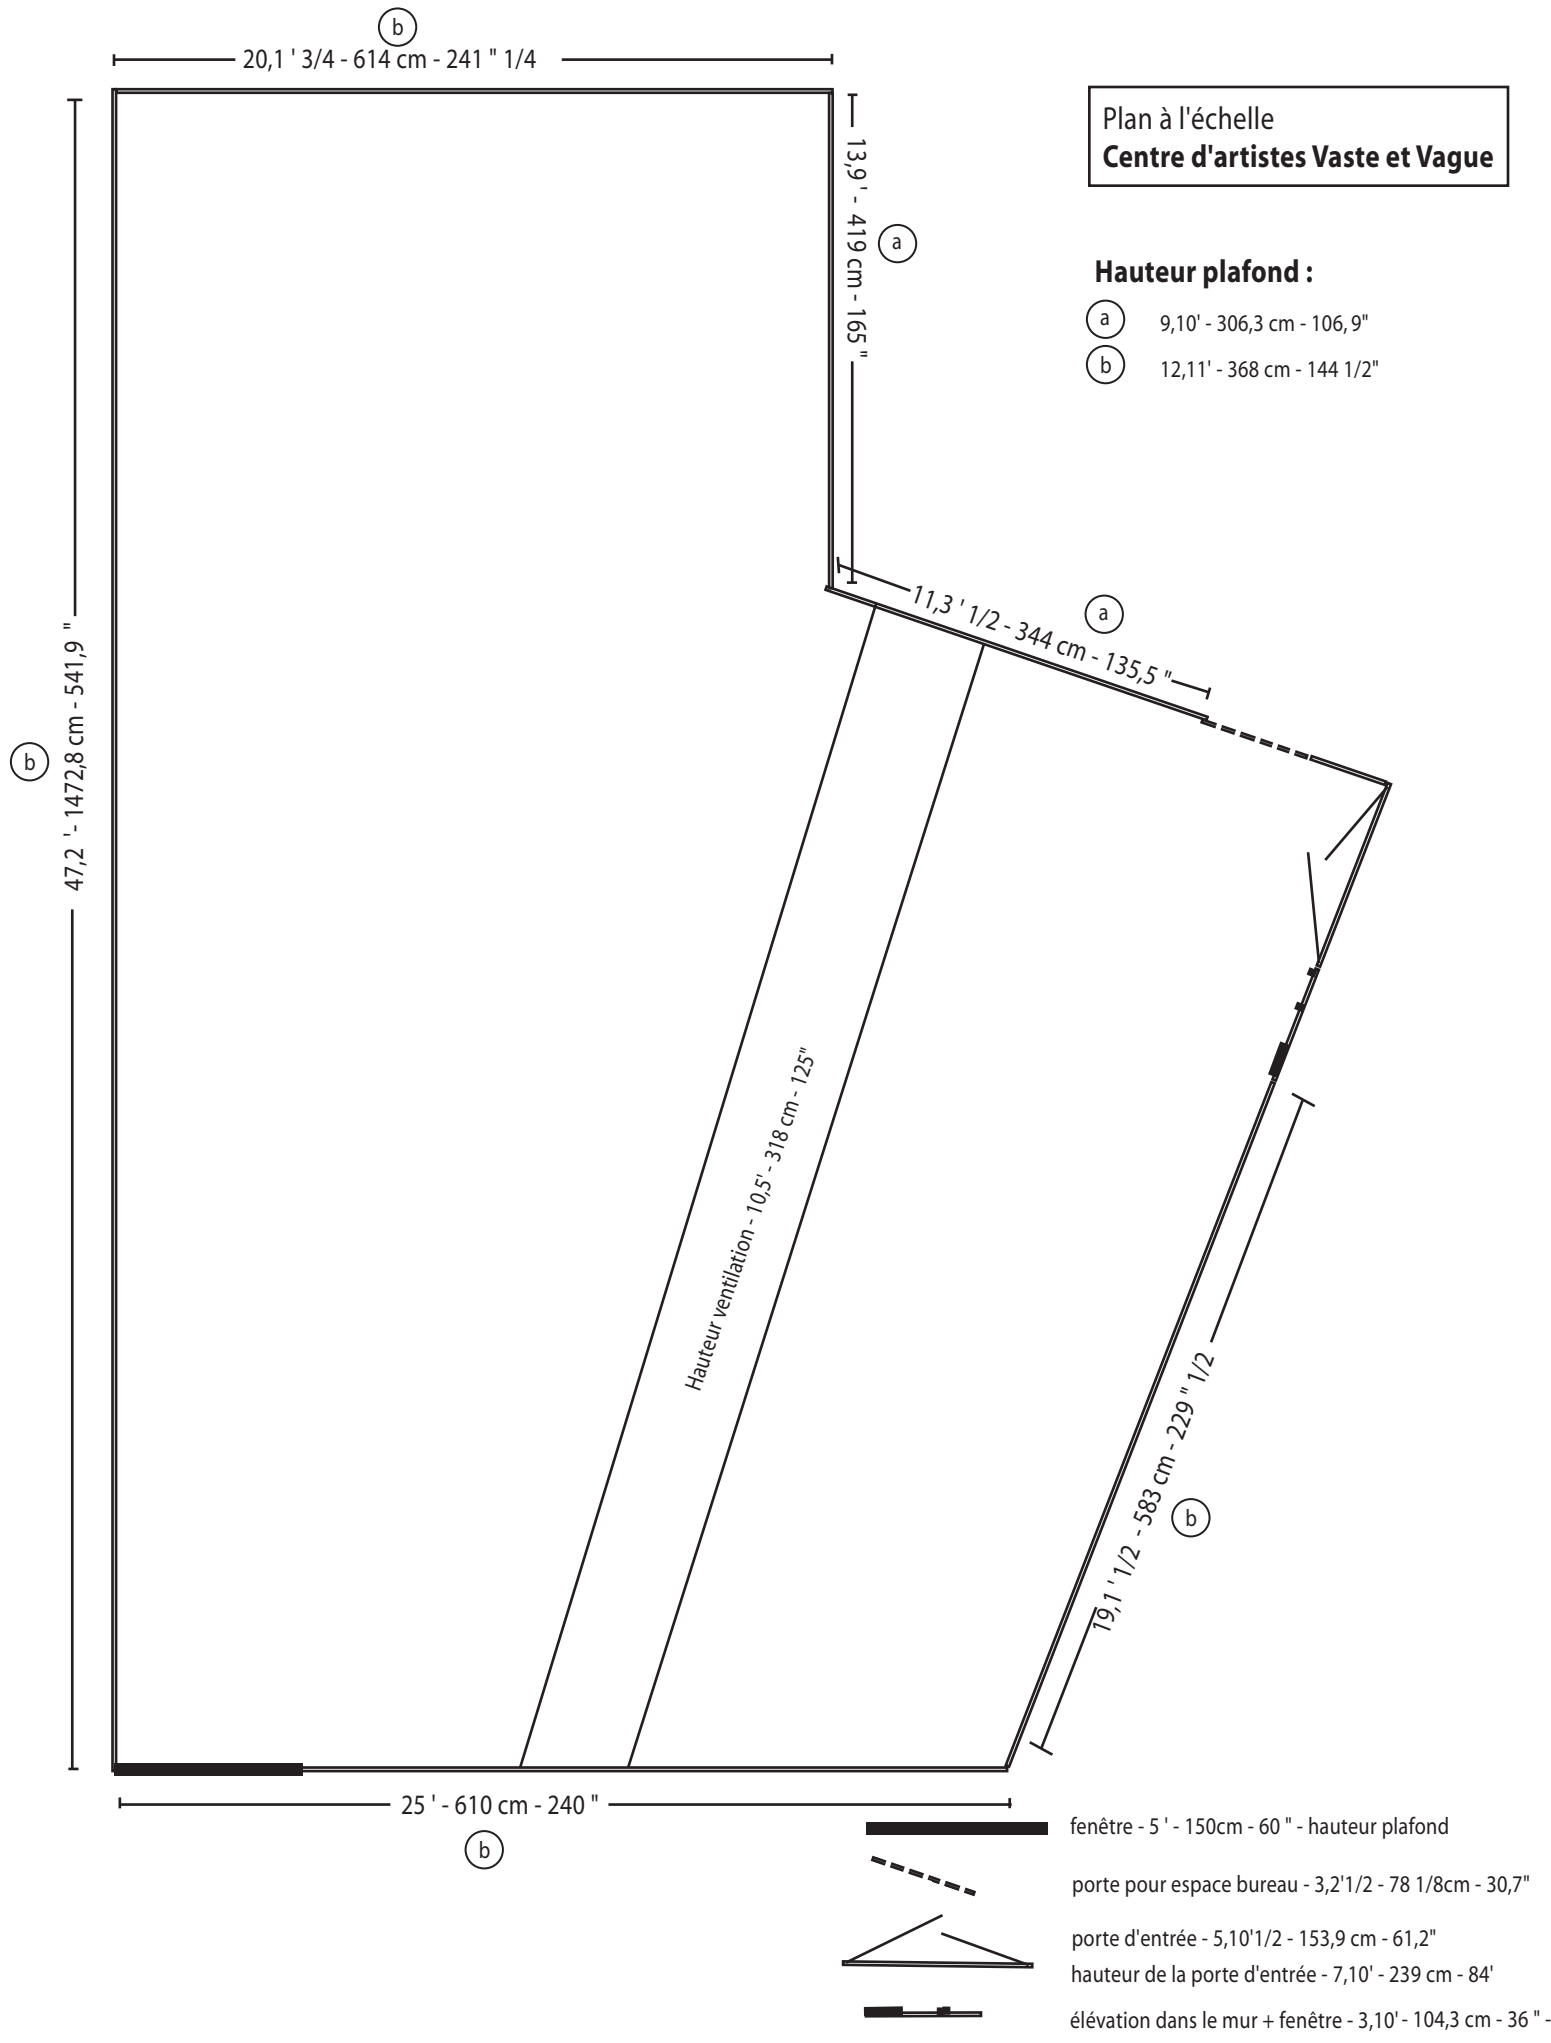 b
20,1 ' 3/4 - 614 cm - 241 " 1/4
Plan à l'échelle
Centre d'artistes Vaste et Vague
13,9 ' - 419 cm - 165 "
a
Hauteur plafond :
a 9,10' - 306,3 cm - 106, 9"
b 12,11' - 368 cm - 144 1/2"
11,3 ' 1/2 - 344 cm - 135,5 "
a
47,2 '- 1472,8 cm - 541,9 "
b
Hauteur ventilation - 10,5' - 318 cm - 125"
19,1 ' 1/2 - 583 cm - 229 " 1/2
b
25 ' - 610 cm - 240 "
b
fenêtre - 5 ' - 150cm - 60 " - hauteur plafond
porte pour espace bureau - 3,2'1/2 - 78 1/8cm - 30,7"
porte d'entrée - 5,10'1/2 - 153,9 cm - 61,2"
hauteur de la porte d'entrée - 7,10' - 239 cm - 84'
élévation dans le mur + fenêtre - 3,10' - 104,3 cm - 36 " -